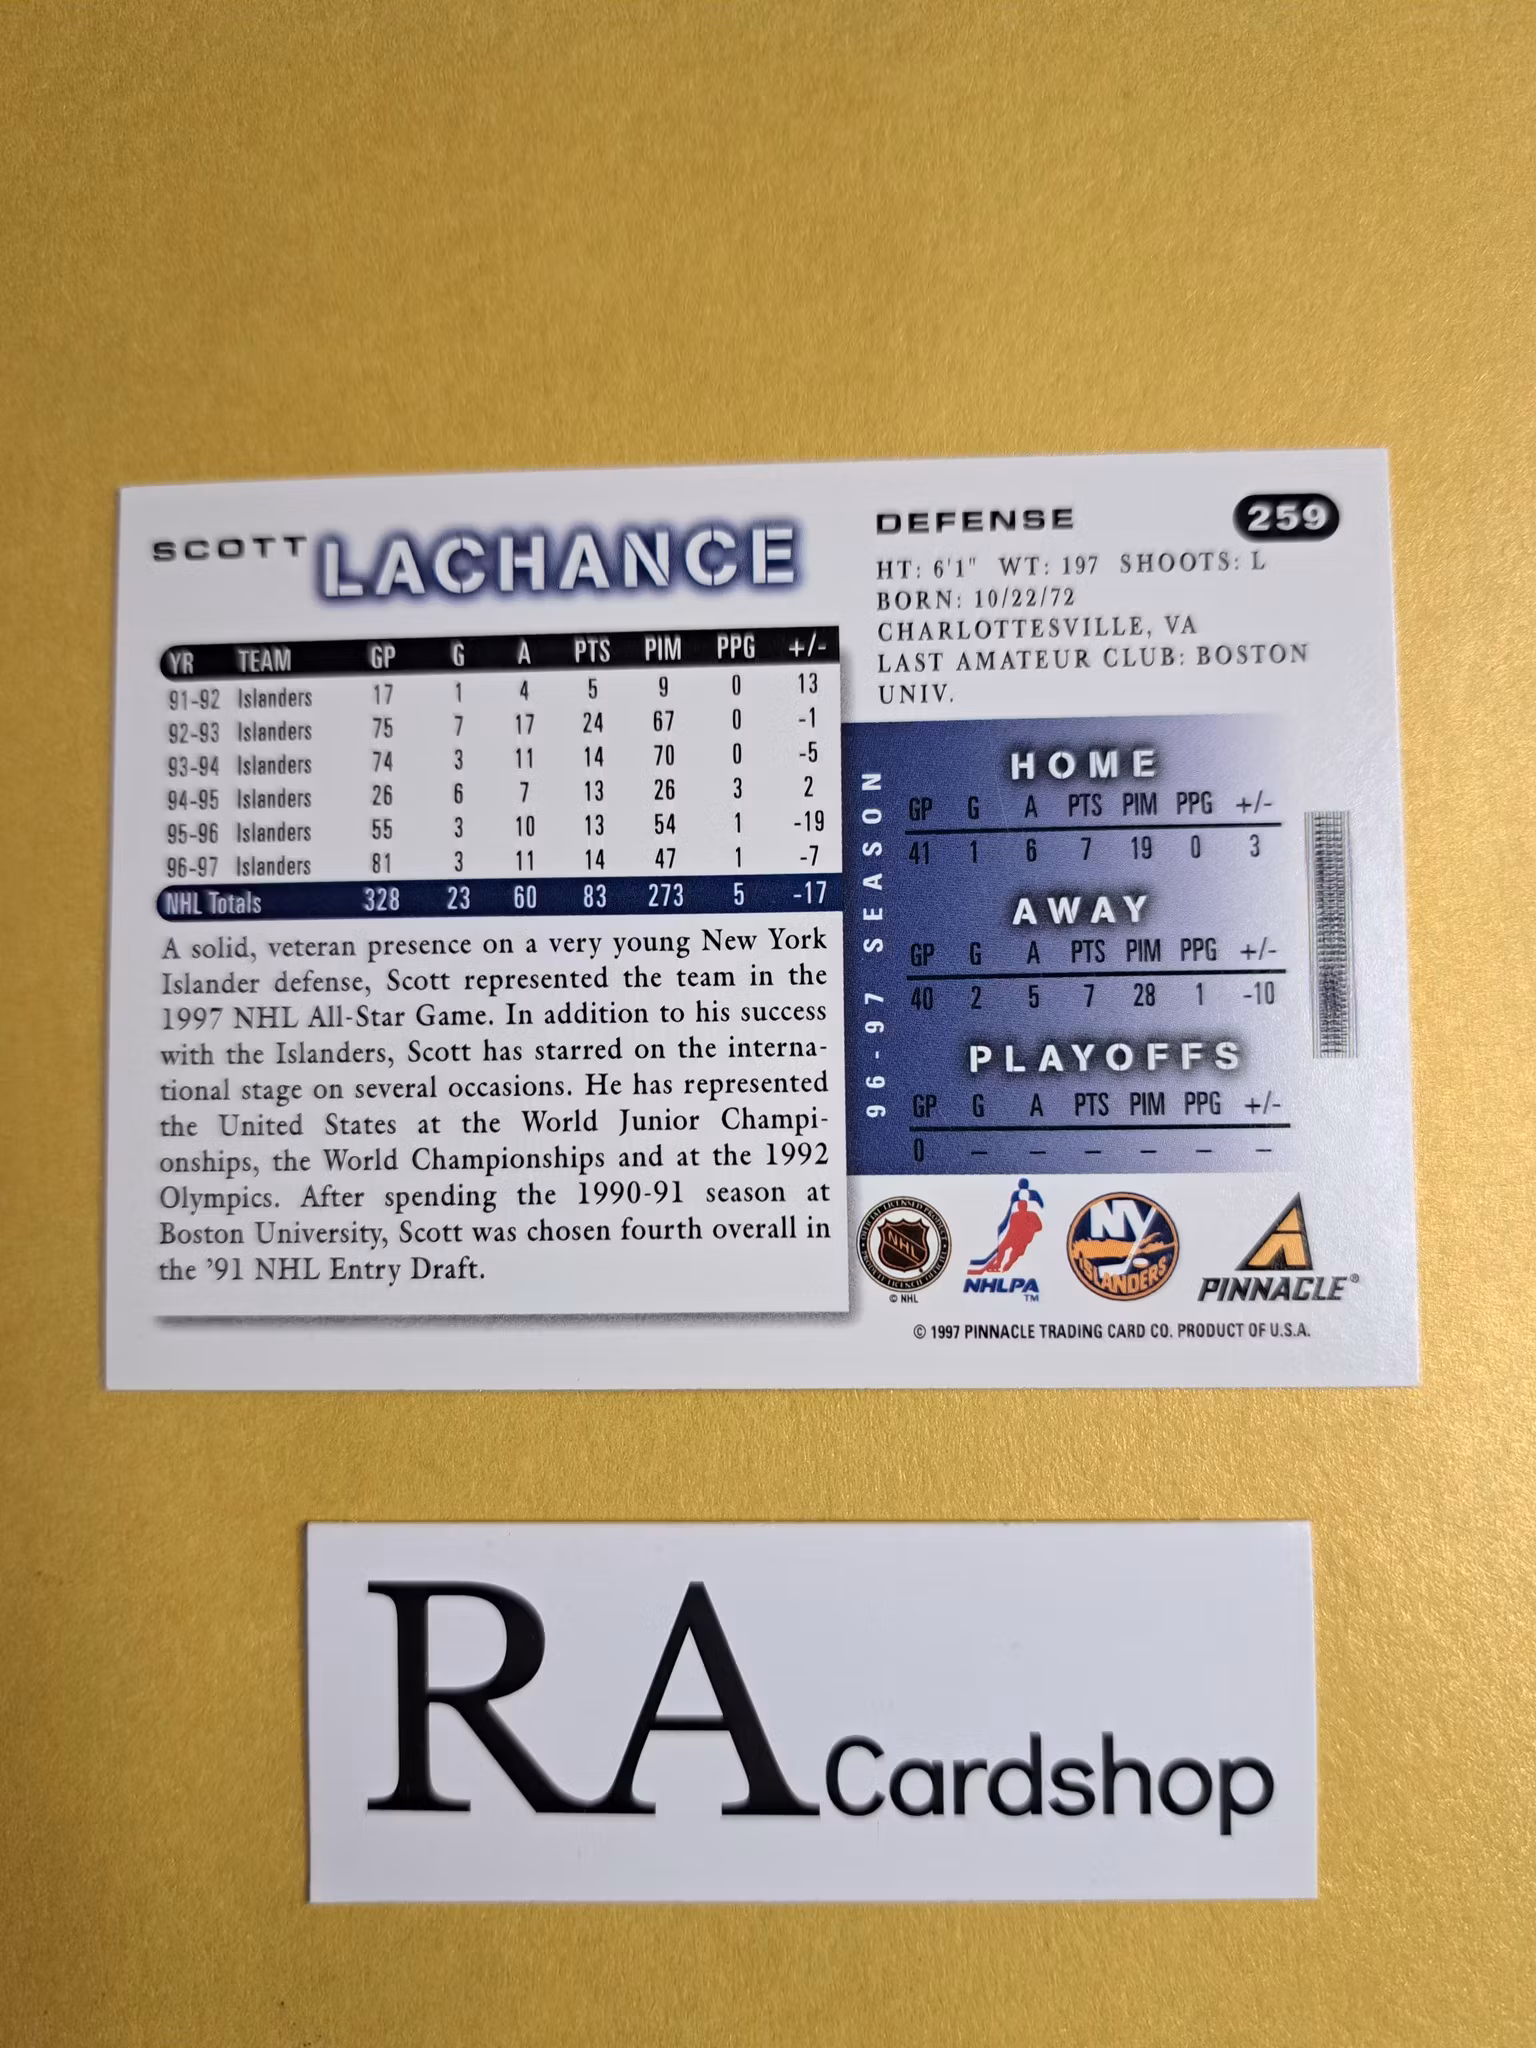 SCOTT LACHANCE
YR TEAM GP G A PTS PIM PPG +/-
91-92 Islanders 17 1 4 5 9 0 13
92-93 Islanders 75 7 17 24 67 0 -1
93-94 Islanders 74 3 11 14 70 0 -5
94-95 Islanders 26 6 7 13 26 3 2
95-96 Islanders 55 3 10 13 54 1 -19
96-97 Islanders 81 3 11 14 47 1 -7
NHL Totals 328 23 60 83 273 5 -17
A solid, veteran presence on a very young New York
Islander defense, Scott represented the team in the
1997 NHL All-Star Game. In addition to his success
with the Islanders, Scott has starred on the interna-
tional stage on several occasions. He has represented
the United States at the World Junior Champi-
onships, the World Championships and at the 1992
Olympics. After spending the 1990-91 season at
Boston University, Scott was chosen fourth overall in
the '91 NHL Entry Draft.
DEFENSE
259
HT: 6'1" WT: 197 SHOOTS: L
BORN: 10/22/72
CHARLOTTESVILLE, VA
LAST AMATEUR CLUB: BOSTON
UNIV.
96-97 SEASON
HOME
GP G A PTS PIM PPG +/-
41 1 6 7 19 0 3
AWAY
GP G A PTS PIM PPG +/-
40 2 5 7 28 1 -10
PLAYOFFS
GP G A PTS PIM PPG +/-
0 – – – – – –
NHL
© NHL
NHLPA
TM
NY
ISLANDERS
PINNACLE®
© 1997 PINNACLE TRADING CARD CO. PRODUCT OF U.S.A.
RA Cardshop